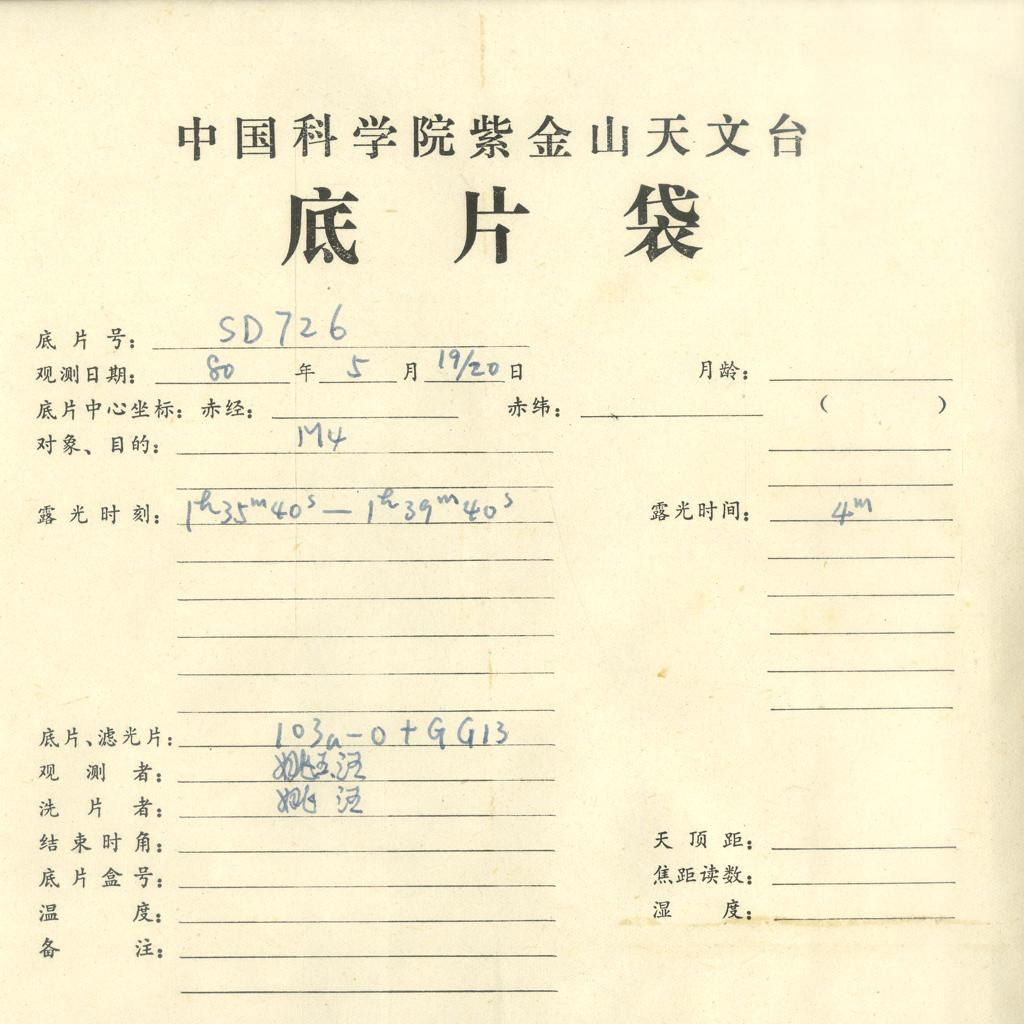 中国科学院紫金山天文台
底片袋
底片号： SD726
观测日期： 80 年 5 月 19/20 日 月龄：
底片中心坐标： 赤经： 赤纬： （ ）
对象、目的： M4
露光时刻： 1h35m40s — 1h39m40s 露光时间： 4m
底片、滤光片： 103a-O + GG13
观测者：
洗片者：
结束时角： 天顶距：
底片盒号： 焦距读数：
温度： 湿度：
备注：